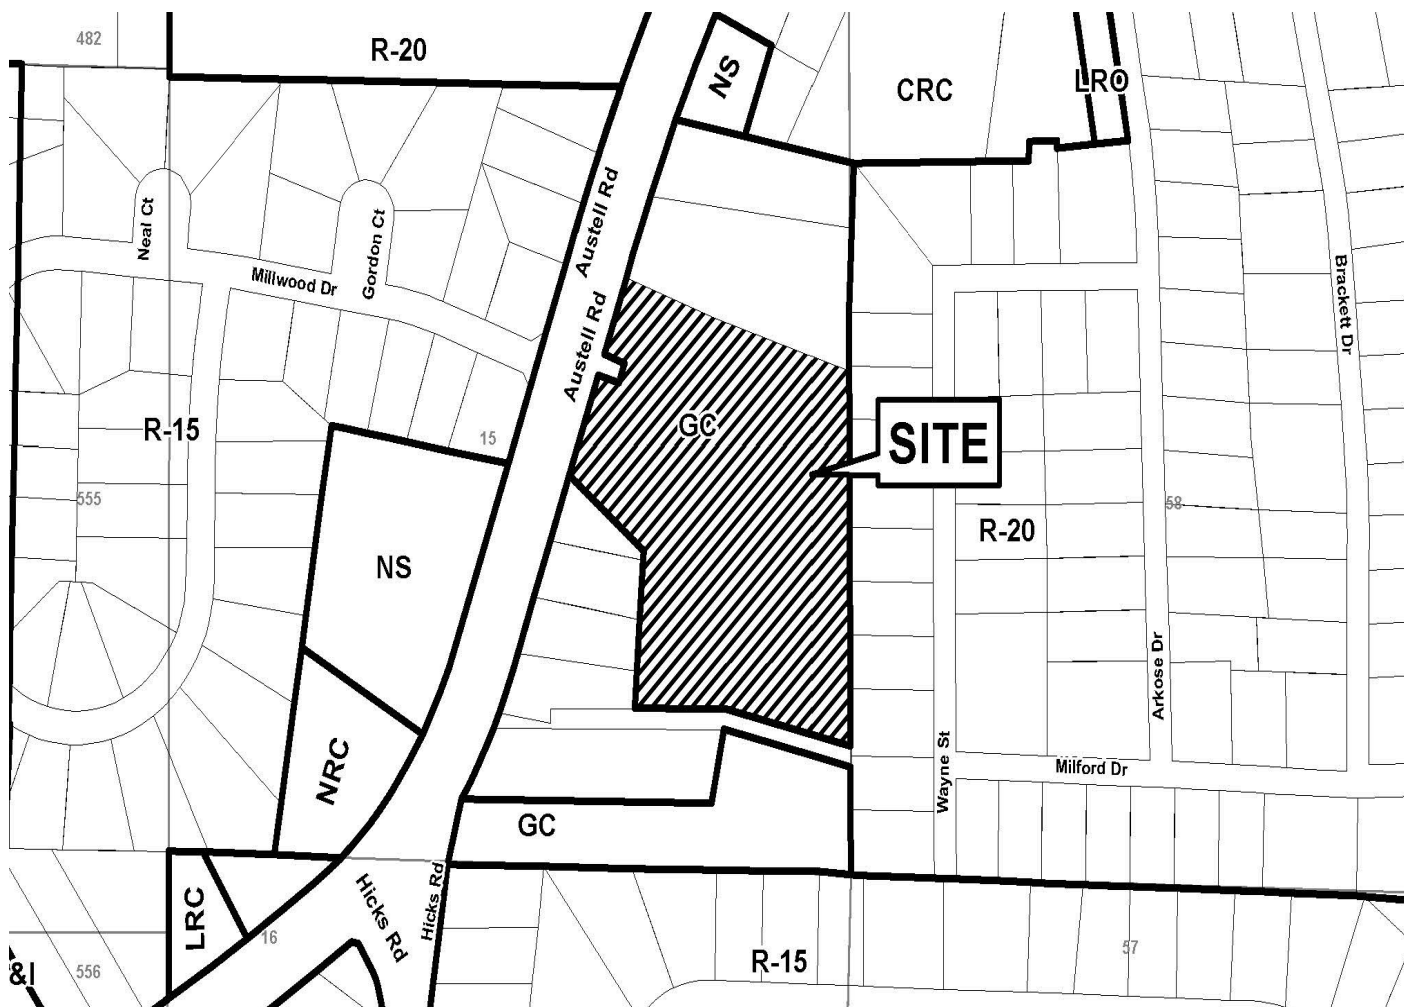 482
R-20
NS
CRC
LRO
Austell Rd
Neal Ct
Gordon Ct
Millwood Dr
Brackett Dr
Austell Rd
R-15
15
GC
SITE
555
58
R-20
NS
Arkose Dr
Wayne St
Milford Dr
NRC
GC
LRC
Hicks Rd
Hicks Rd
16
57
R-15
556
&I